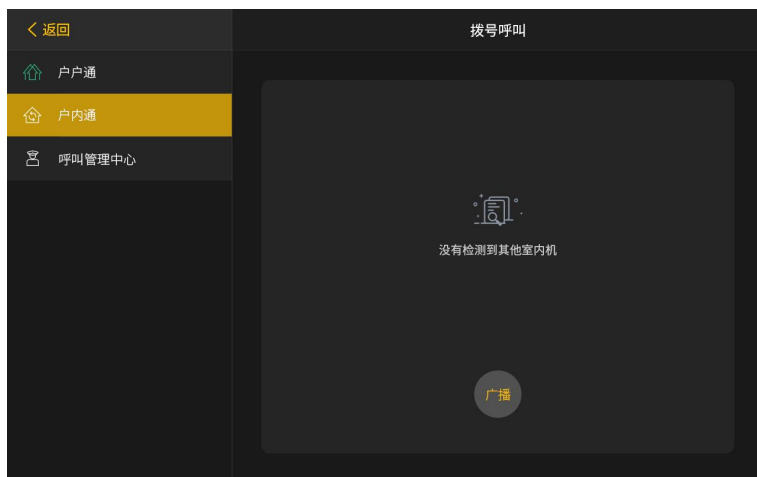 返回
拨号呼叫
户户通
户内通
呼叫管理中心
没有检测到其他室内机
广播